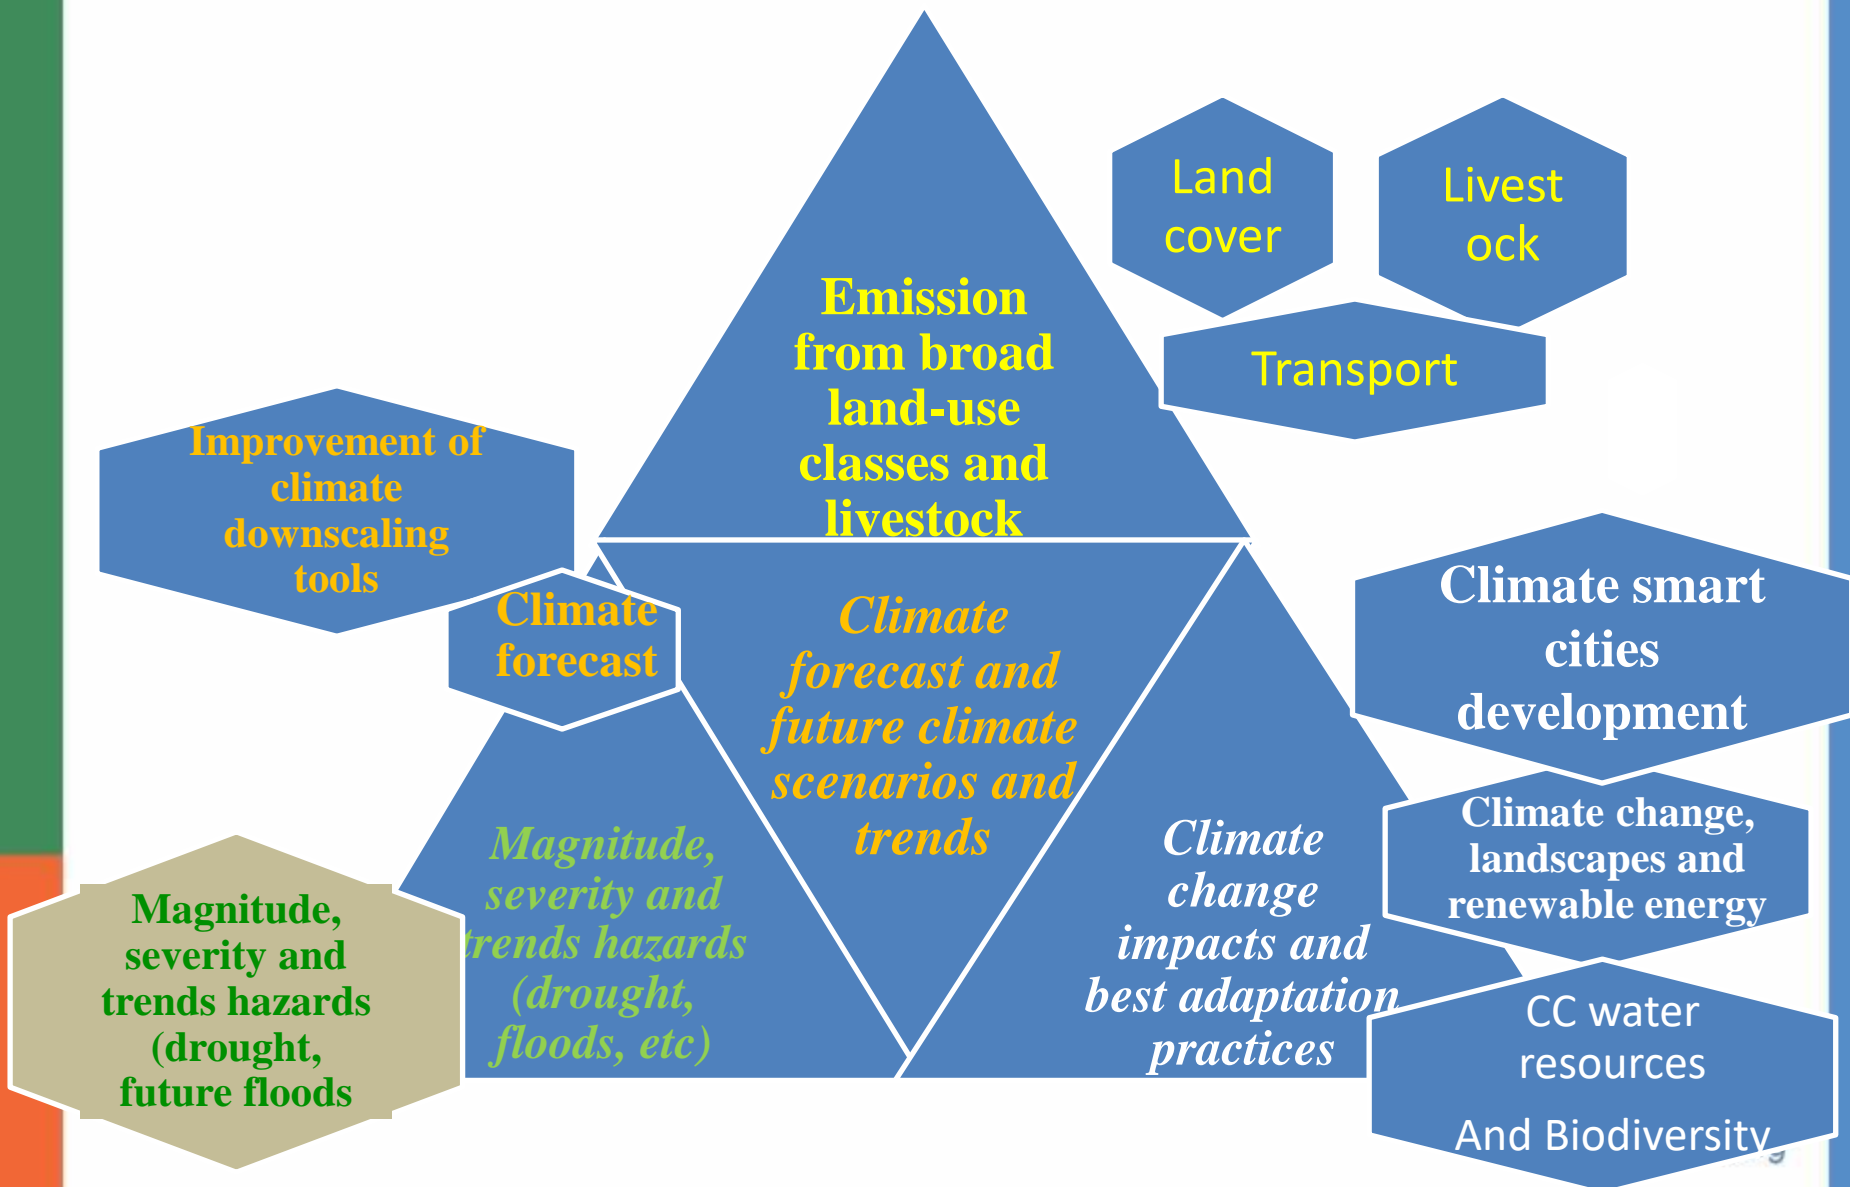 Land
cover
Livest
ock
Transport
Emission
from broad
land-use
classes and
livestock
Improvement of
climate
downscaling
tools
Climate
forecast
Climate
forecast and
future climate
scenarios and
trends
Climate smart
cities
development
Climate change,
landscapes and
renewable energy
Magnitude,
severity and
trends hazards
(drought,
floods, etc)
Climate
change
impacts and
best adaptation
practices
Magnitude,
severity and
trends hazards
(drought,
future floods
CC water
resources
And Biodiversity
9